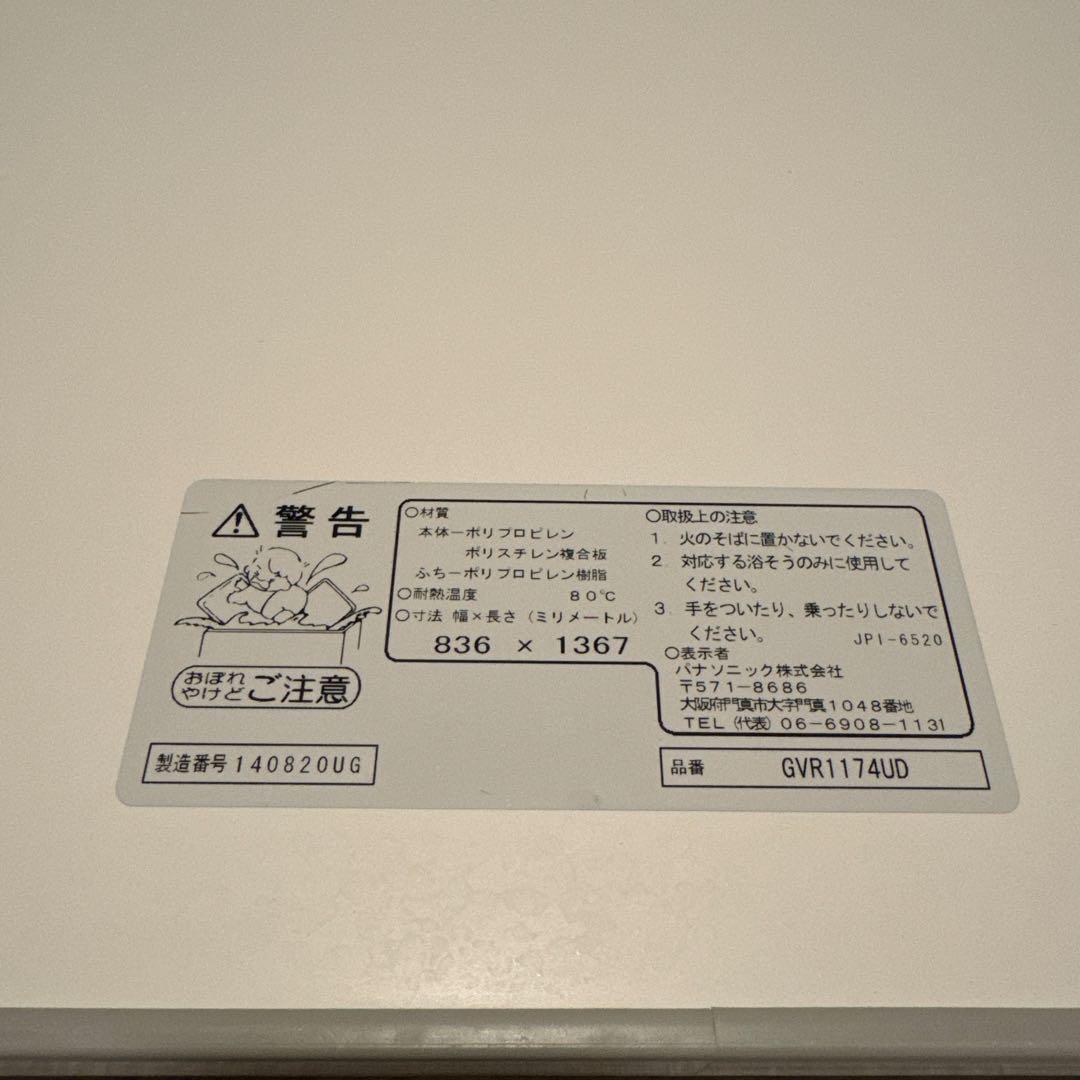 警告
おぼれ
やけど ご注意
製造番号 140820UG
○材質
本体ーポリプロピレン
ポリスチレン複合板
ふちーポリプロピレン樹脂
○耐熱温度 80℃
○寸法 幅×長さ (ミリメートル)
836 × 1367
○取扱上の注意
1. 火のそばに置かないでください。
2. 対応する浴そうのみに使用して
ください。
3. 手をついたり、乗ったりしないで
ください。 JPI-6520
○表示者
パナソニック株式会社
〒571-8686
大阪府門真市大字門真1048番地
TEL (代表) 06-6908-1131
品番 GVR1174UD